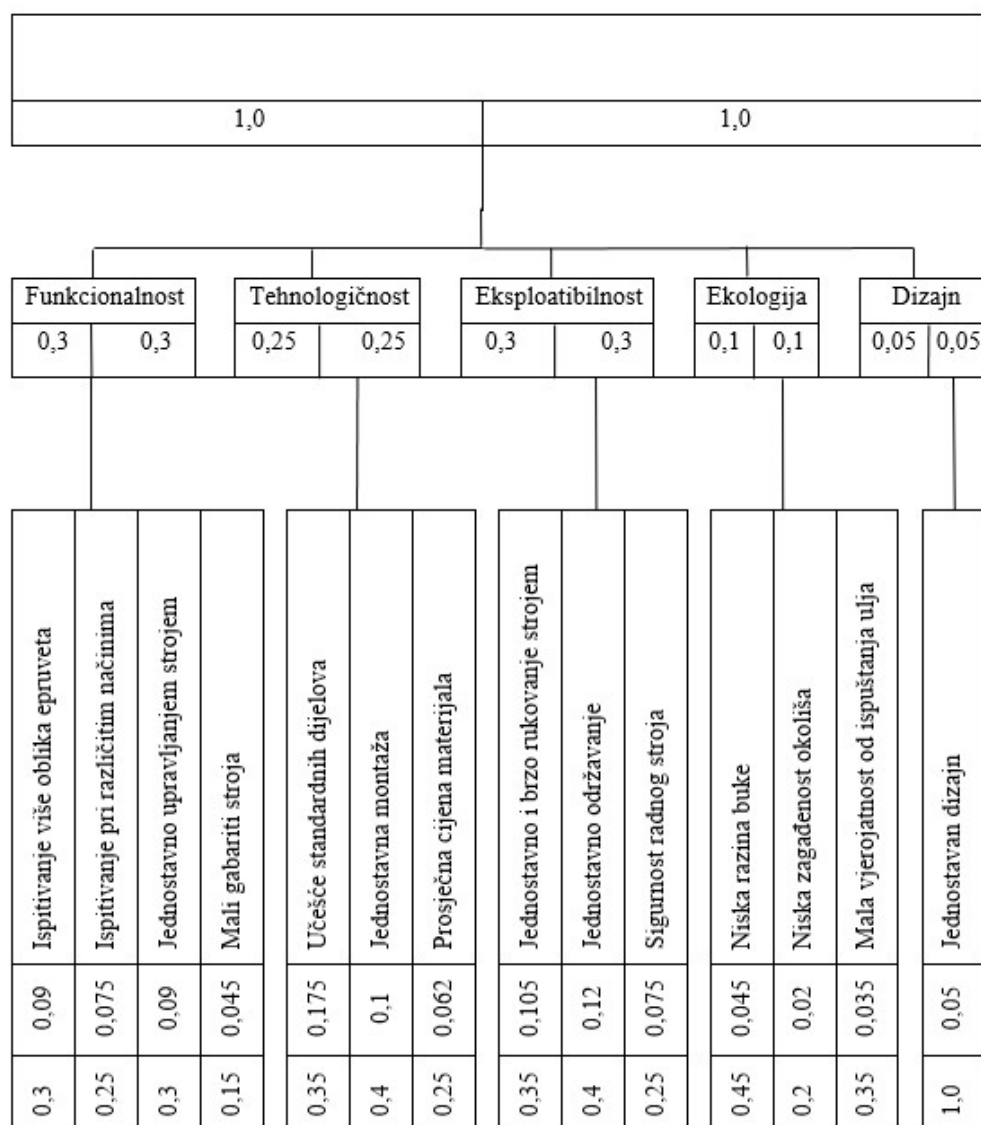 1,0 1,0
Funkcionalnost Tehnologičnost Eksploatibilnost Ekologija Dizajn
0,3 0,3 0,25 0,25 0,3 0,3 0,1 0,1 0,05 0,05
Ispitivanje više oblika epruveta
Ispitivanje pri različitim načinima
Jednostavno upravljanjem strojem
Mali gabariti stroja
Učešće standardnih dijelova
Jednostavna montaža
Prosječna cijena materijala
Jednostavno i brzo rukovanje strojem
Jednostavno održavanje
Sigurnost radnog stroja
Niska razina buke
Niska zagađenost okoliša
Mala vjerojatnost od ispuštanja ulja
Jednostavan dizajn
0,09 0,075 0,09 0,045 0,175 0,1 0,062 0,105 0,12 0,075 0,045 0,02 0,035 0,05
0,3 0,25 0,3 0,15 0,35 0,4 0,25 0,35 0,4 0,25 0,45 0,2 0,35 1,0